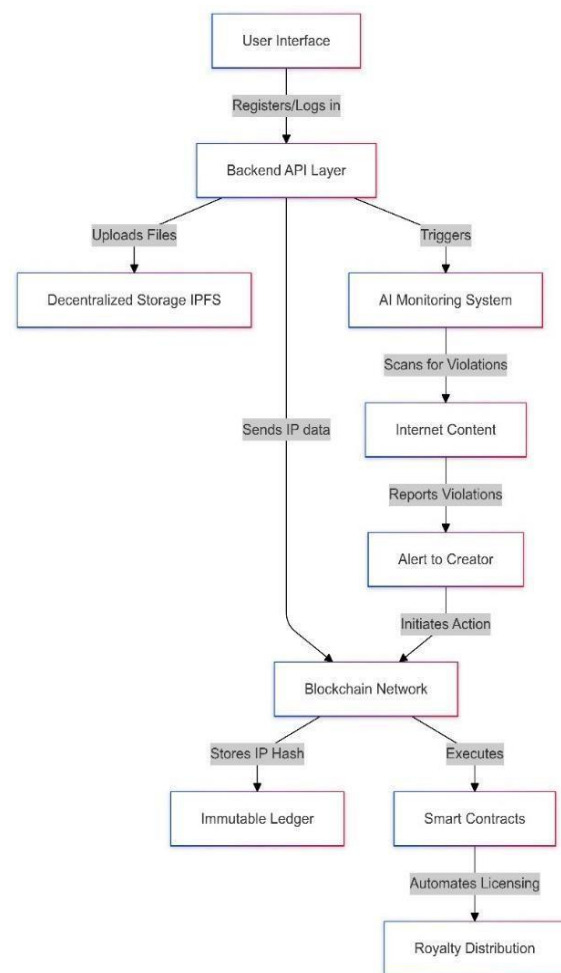 User Interface
Registers/Logs in
Backend API Layer
Uploads Files
Triggers
Decentralized Storage IPFS
AI Monitoring System
Scans for Violations
Sends IP data
Internet Content
Reports Violations
Alert to Creator
Initiates Action
Blockchain Network
Stores IP Hash
Executes
Immutable Ledger
Smart Contracts
Automates Licensing
Royalty Distribution